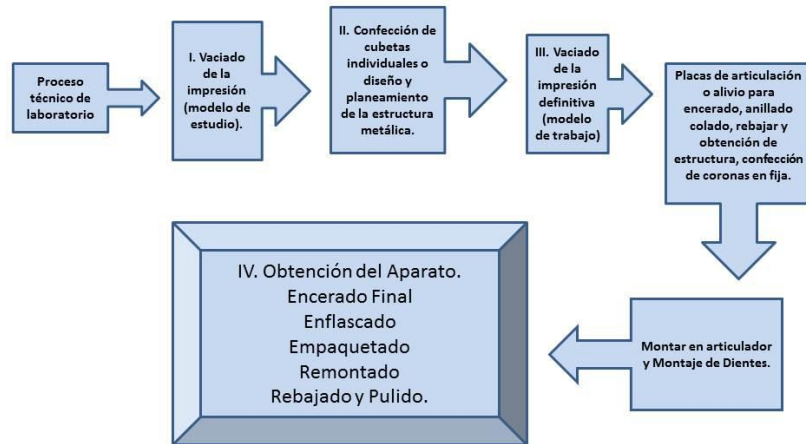 Proceso
técnico de
laboratorio
I. Vaciado
de la
impresión
(modelo de
estudio).
II. Confección de
cubetas
individuales o
diseño y
planeamiento
de la estructura
metálica.
III. Vaciado
de la
impresión
definitiva
(modelo
de trabajo)
Placas de articulación
o alivio para
encerado, anillado
colado, rebajar y
obtención de
estructura, confección
de coronas en fija.
Montar en articulador
y Montaje de Dientes.
IV. Obtención del Aparato.
Encerado Final
Enflascado
Empaquetado
Remontado
Rebajado y Pulido.